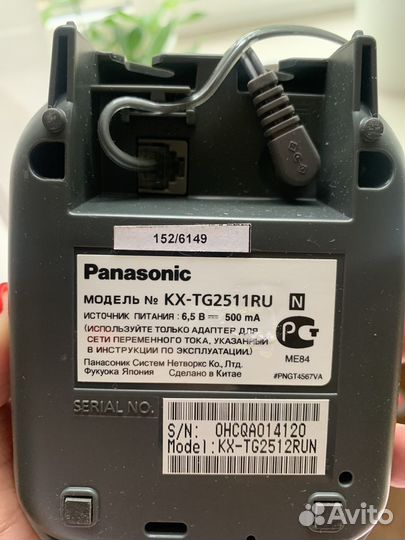 152/6149
Panasonic
МОДЕЛЬ № KX-TG2511RU N
ИСТОЧНИК ПИТАНИЯ : 6,5 В ⎓ 500 mA
(ИСПОЛЬЗУЙТЕ ТОЛЬКО АДАПТЕР ДЛЯ
СЕТИ ПЕРЕМЕННОГО ТОКА, УКАЗАННЫЙ
В ИНСТРУКЦИИ ПО ЭКСПЛУАТАЦИИ)
ME84
Панасоник Систем Нетворкс Ко., Лтд.
Фукуока Япония Сделано в Китае
#PNGT4567VA
SERIAL NO.
S/N: 0HCQA014120
Model:KX-TG2512RUN
Avito